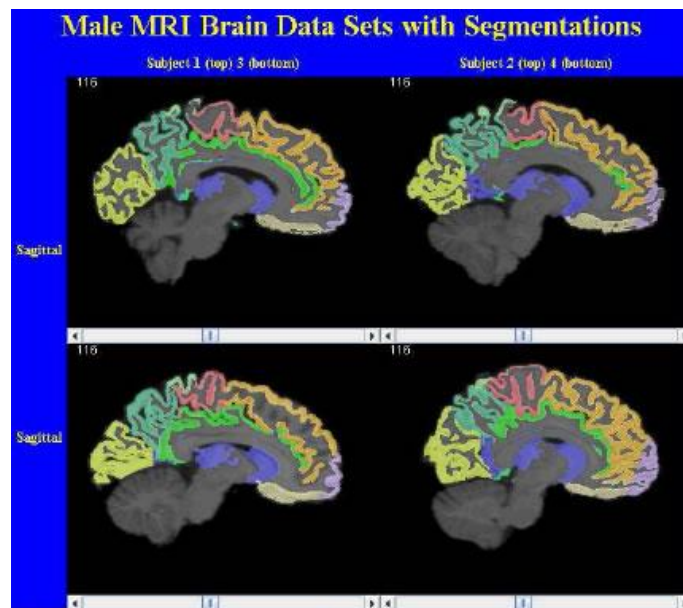 Male MRI Brain Data Sets with Segmentations
Subject 1 (top) 3 (bottom)
Subject 2 (top) 4 (bottom)
116
116
Sagittal
116
116
Sagittal